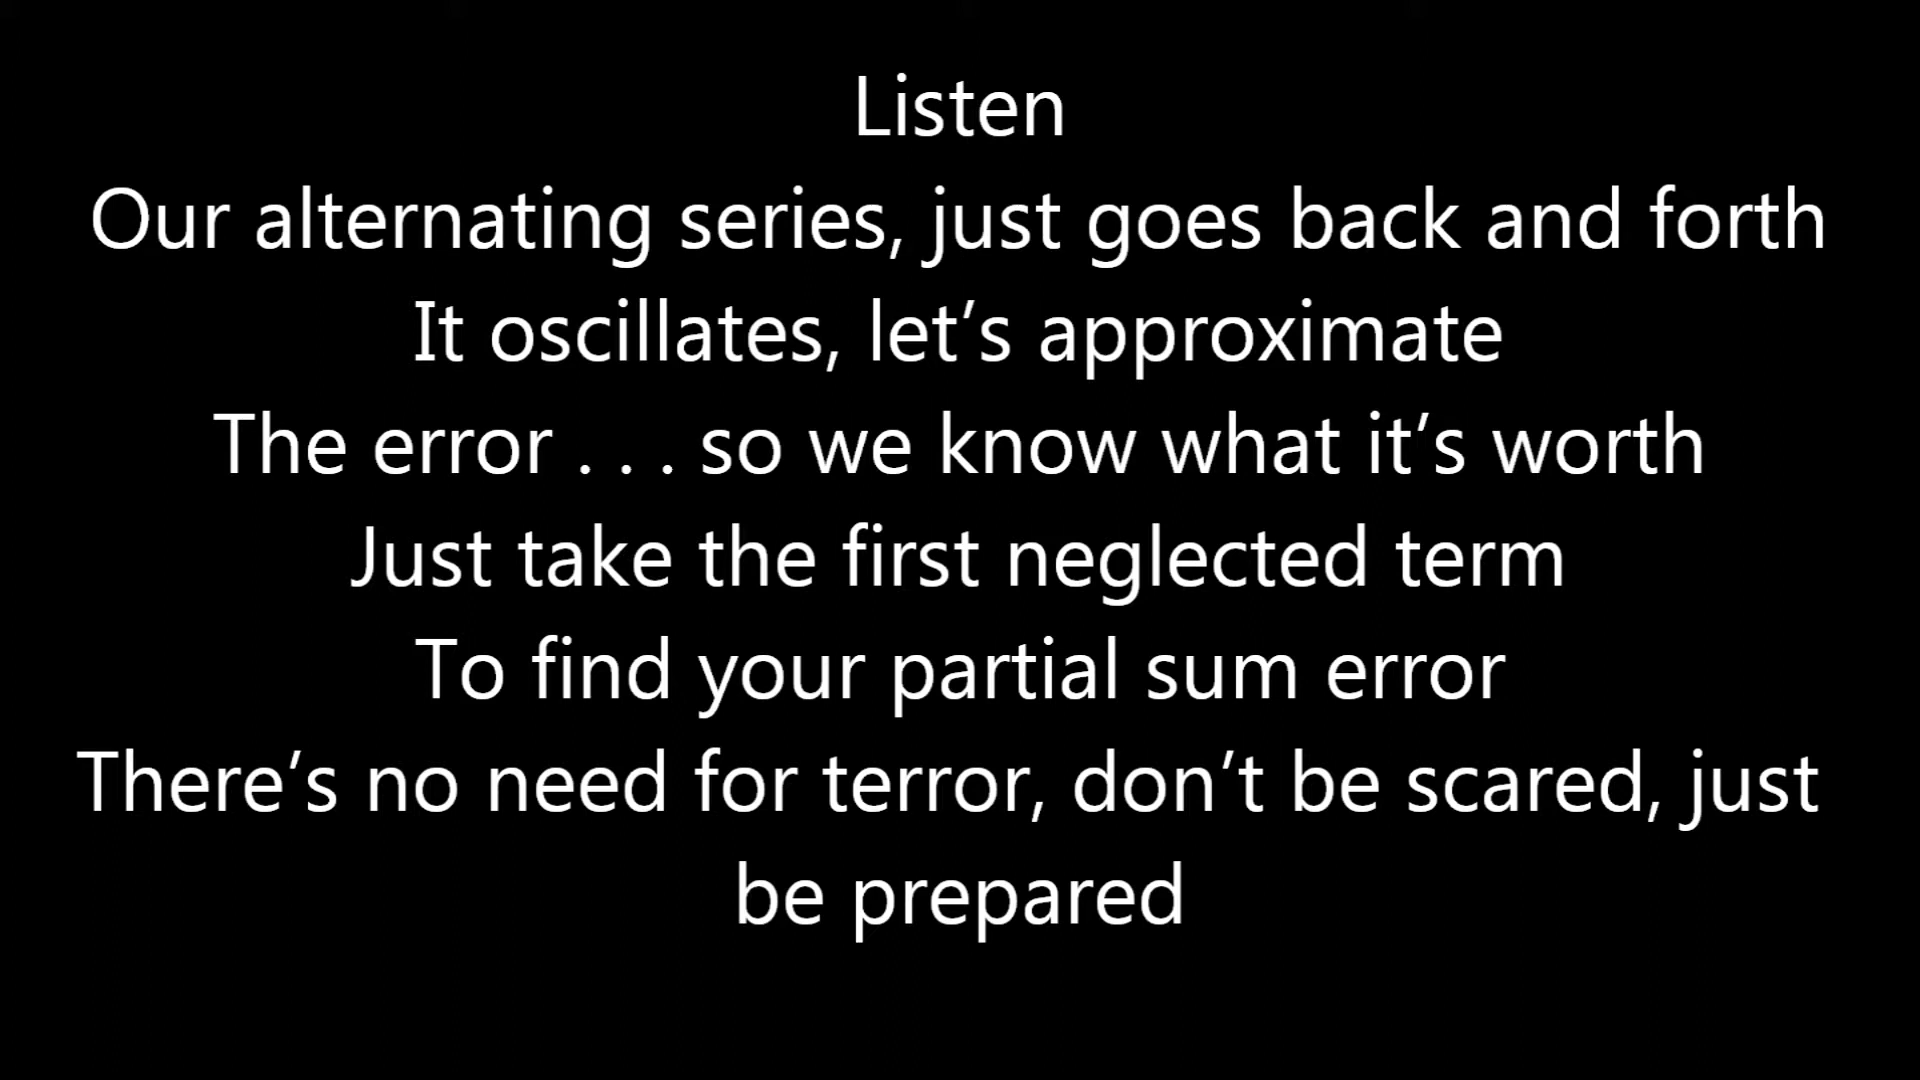 Listen
Our alternating series, just goes back and forth
It oscillates, let’s approximate
The error . . . so we know what it’s worth
Just take the first neglected term
To find your partial sum error
There’s no need for terror, don’t be scared, just
be prepared